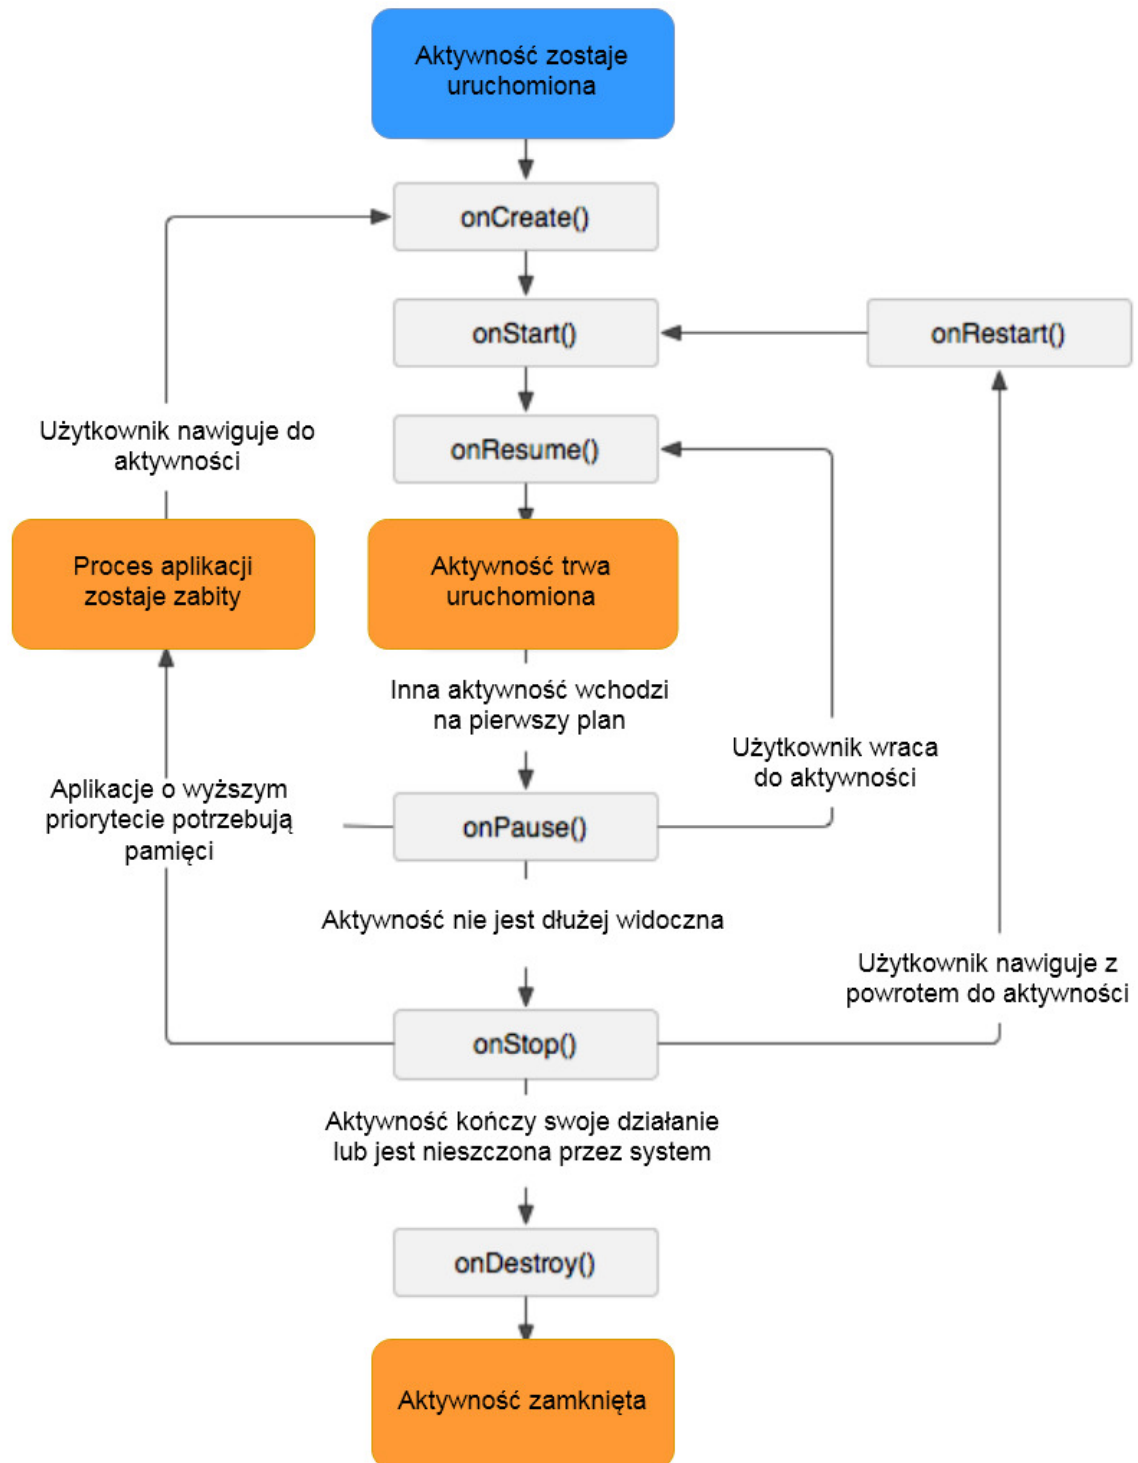 Aktywność zostaje
uruchomiona
onCreate()
onStart()
onRestart()
Użytkownik nawiguje do
aktywności
onResume()
Proces aplikacji
zostaje zabity
Aktywność trwa
uruchomiona
Inna aktywność wchodzi
na pierwszy plan
Użytkownik wraca
do aktywności
Aplikacje o wyższym
priorytecie potrzebują
pamięci
onPause()
Aktywność nie jest dłużej widoczna
Użytkownik nawiguje z
powrotem do aktywności
onStop()
Aktywność kończy swoje działanie
lub jest nieszczona przez system
onDestroy()
Aktywność zamknięta